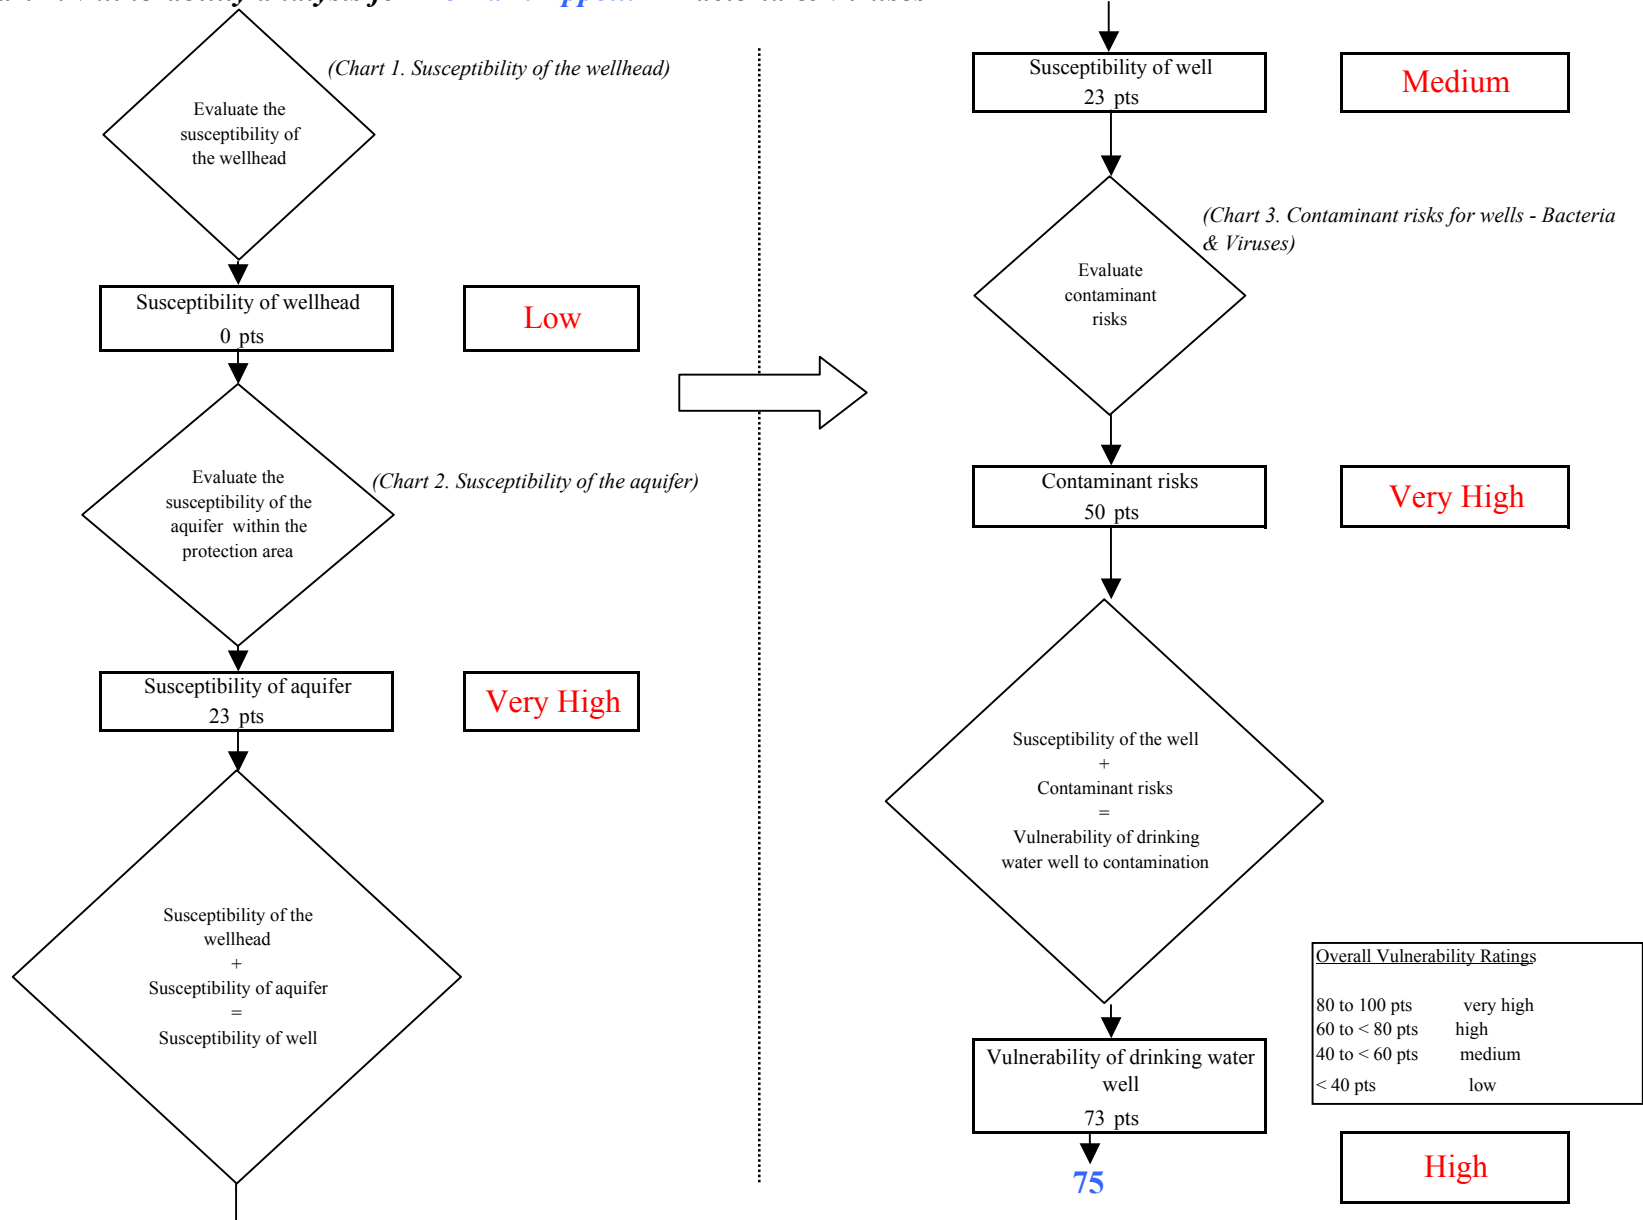 (Chart 1. Susceptibility of the wellhead)
Evaluate the
susceptibility of
the wellhead
Susceptibility of wellhead
0 pts
Low
Evaluate the
susceptibility of the
aquifer within the
protection area
(Chart 2. Susceptibility of the aquifer)
Susceptibility of aquifer
23 pts
Very High
Susceptibility of the
wellhead
+
Susceptibility of aquifer
=
Susceptibility of well
Susceptibility of well
23 pts
Medium
(Chart 3. Contaminant risks for wells - Bacteria
& Viruses)
Evaluate
contaminant
risks
Contaminant risks
50 pts
Very High
Susceptibility of the well
+
Contaminant risks
=
Vulnerability of drinking
water well to contamination
Overall Vulnerability Ratings
80 to 100 pts very high
60 to < 80 pts high
40 to < 60 pts medium
< 40 pts low
Vulnerability of drinking water
well
73 pts
75
High